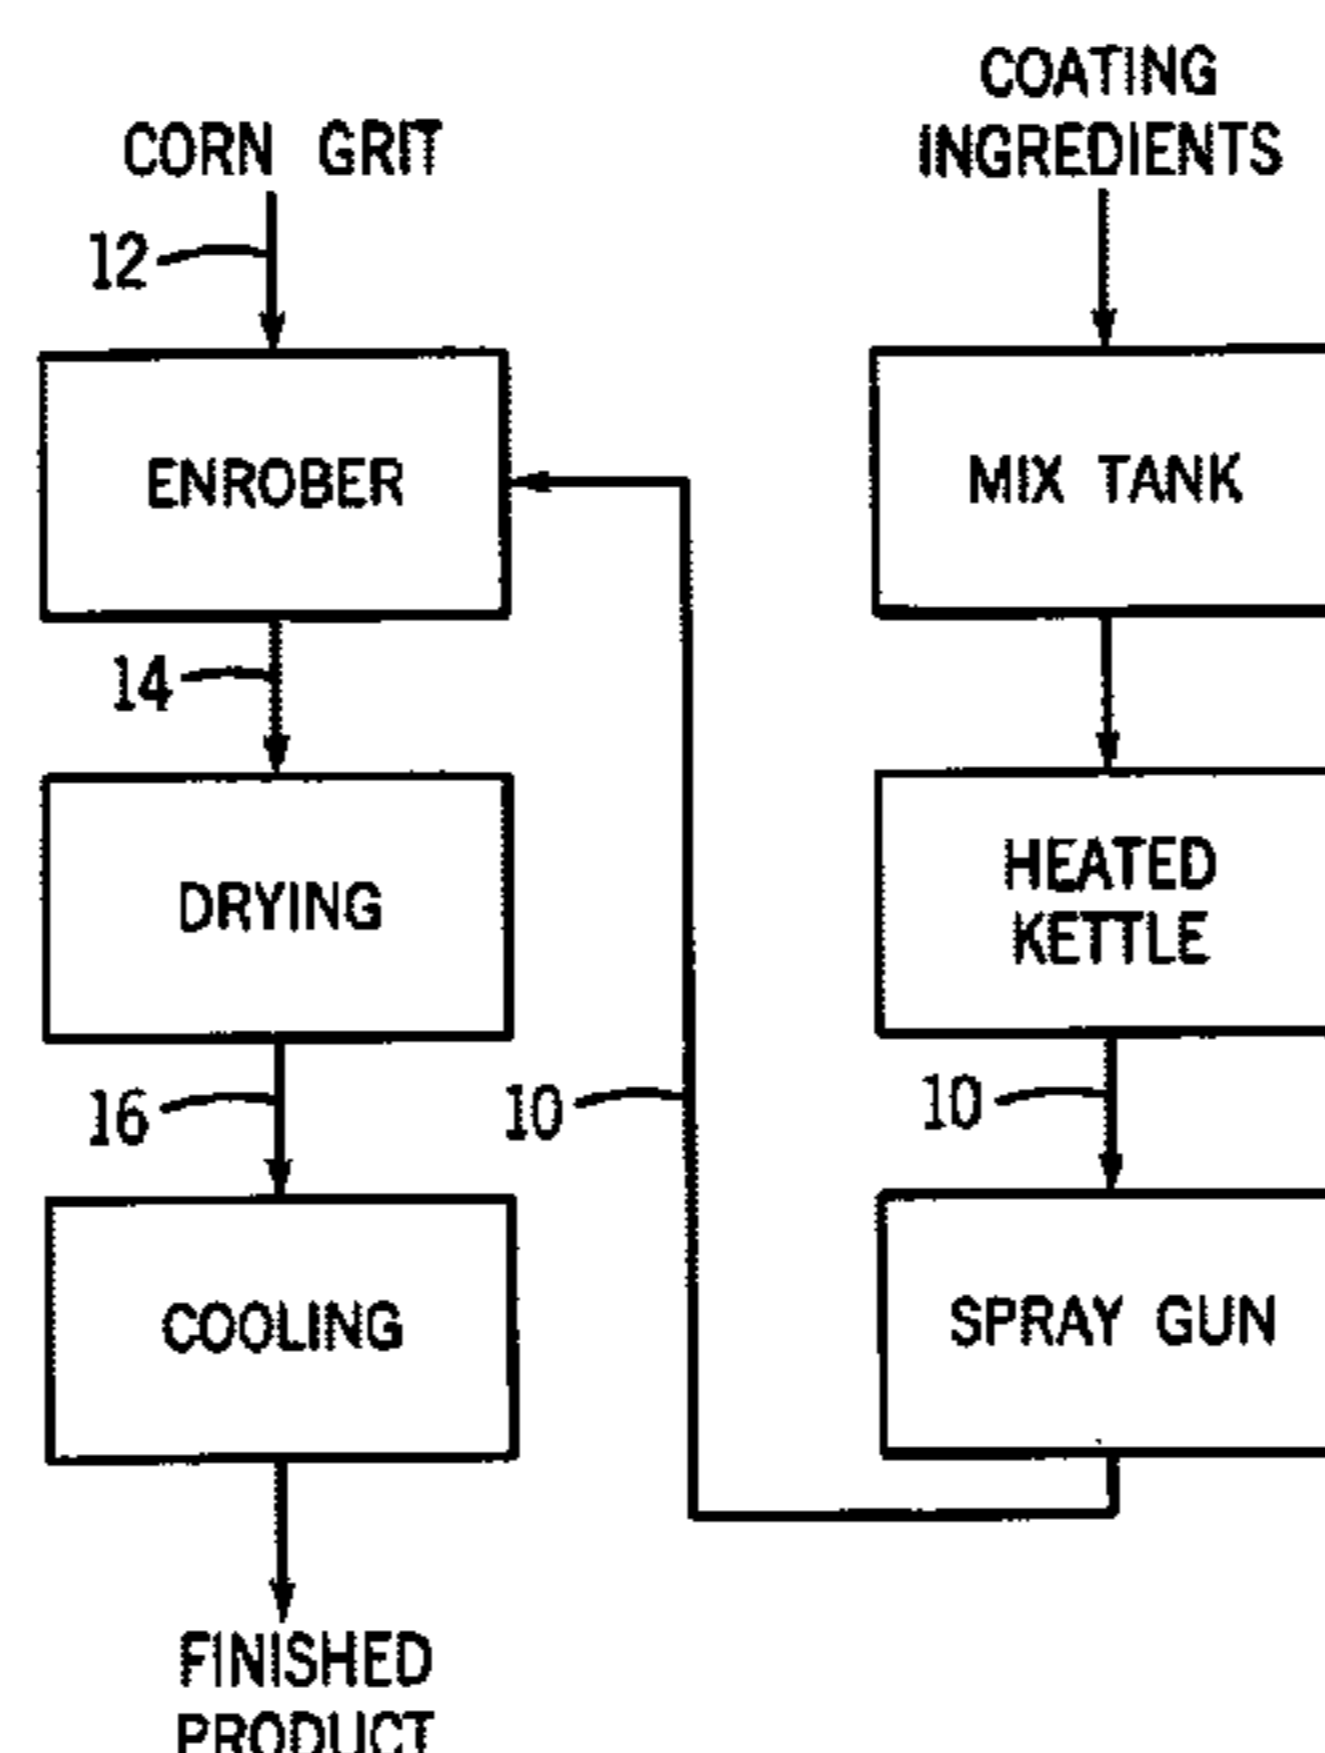 COATING
INGREDIENTS
CORN GRIT
12
ENROBER
MIX TANK
14
DRYING
HEATED
KETTLE
16
10
10
COOLING
SPRAY GUN
FINISHED
PRODUCT